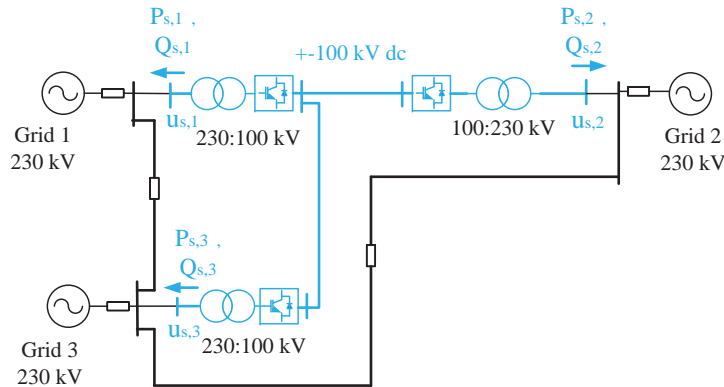 Ps,1 ,
Qs,1
+-100 kV dc
Ps,2 ,
Qs,2
Grid 1
230 kV
us,1
230:100 kV
100:230 kV
us,2
Grid 2
230 kV
Ps,3 ,
Qs,3
us,3
230:100 kV
Grid 3
230 kV